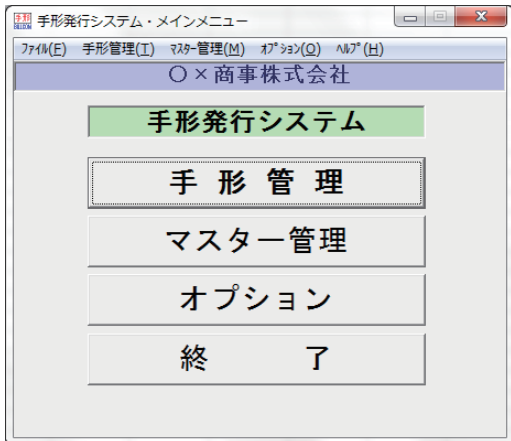 手形発行システム・メインメニュー
ﾌｧｲﾙ(F) 手形管理(T) ﾏｽﾀｰ管理(M) ｵﾌﾟｼｮﾝ(O) ﾍﾙﾌﾟ(H)
〇×商事株式会社
手形発行システム
手 形 管 理
マスター管理
オプション
終 了